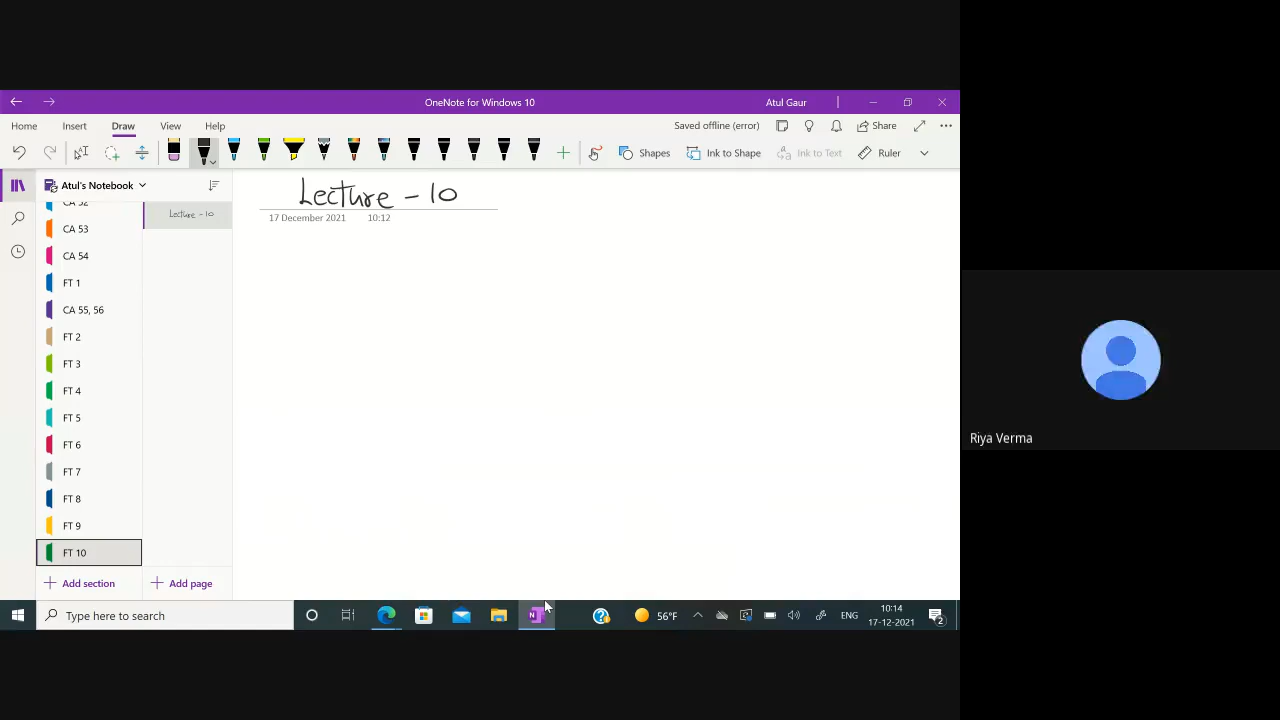 OneNote for Windows 10
Atul Gaur
Home Insert Draw View Help
Saved offline (error)
Share
Shapes
Ink to Shape
Ink to Text
Ruler
Atul's Notebook
CA 52
CA 53
CA 54
FT 1
CA 55, 56
FT 2
FT 3
FT 4
FT 5
FT 6
FT 7
FT 8
FT 9
FT 10
Add section
Lecture - 10
Add page
Lecture - 10
17 December 2021 10:12
Riya Verma
Type here to search
56°F
ENG
10:14
17-12-2021
2